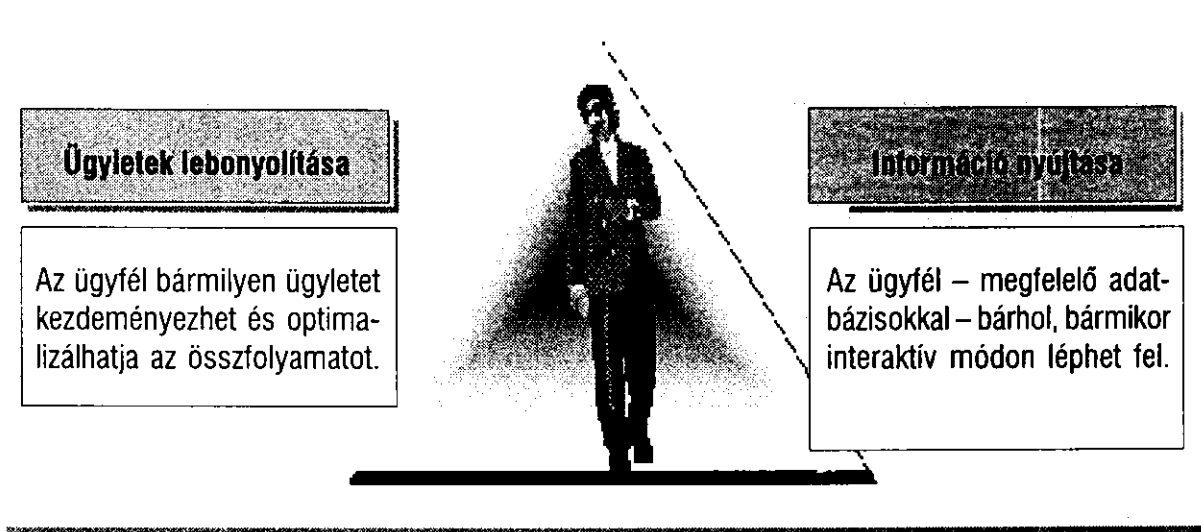 Ügyletek lebonyolítása
Az ügyfél bármilyen ügyletet
kezdeményezhet és optima-
lizálhatja az összfolyamatot.
Információ nyújtása
Az ügyfél – megfelelő adat-
bázisokkal – bárhol, bármikor
interaktív módon léphet fel.